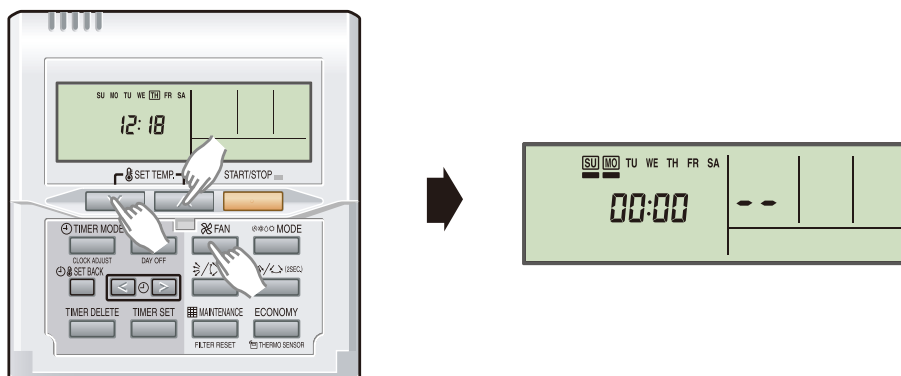 SU MO TU WE TH FR SA
12:18
SET TEMP. START/STOP
TIMER MODE FAN MODE
CLOCK ADJUST DAY OFF
SET BACK (2SEC.)
TIMER DELETE TIMER SET MAINTENANCE ECONOMY
FILTER RESET THERMO SENSOR
SU MO TU WE TH FR SA
00:00 --